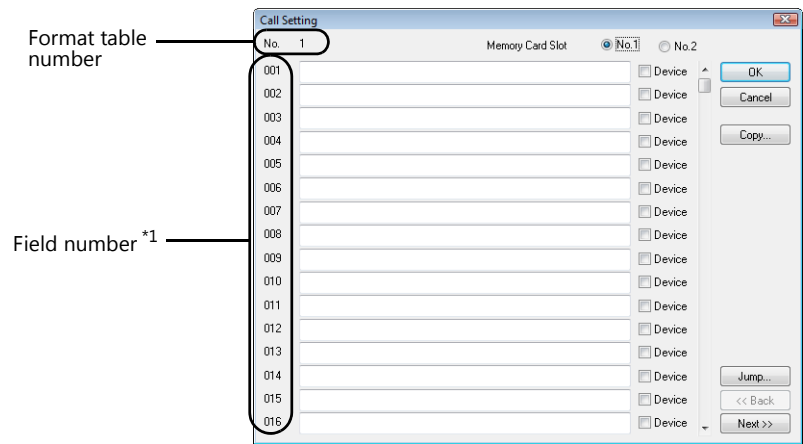 Call Setting
Format table number
No. 1 Memory Card Slot No.1 No.2
001 Device OK
002 Device Cancel
003 Device
004 Device Copy...
005 Device
006 Device
007 Device
Field number *1
008 Device
009 Device
010 Device
011 Device
012 Device
013 Device
014 Device Jump...
015 Device << Back
016 Device Next >>